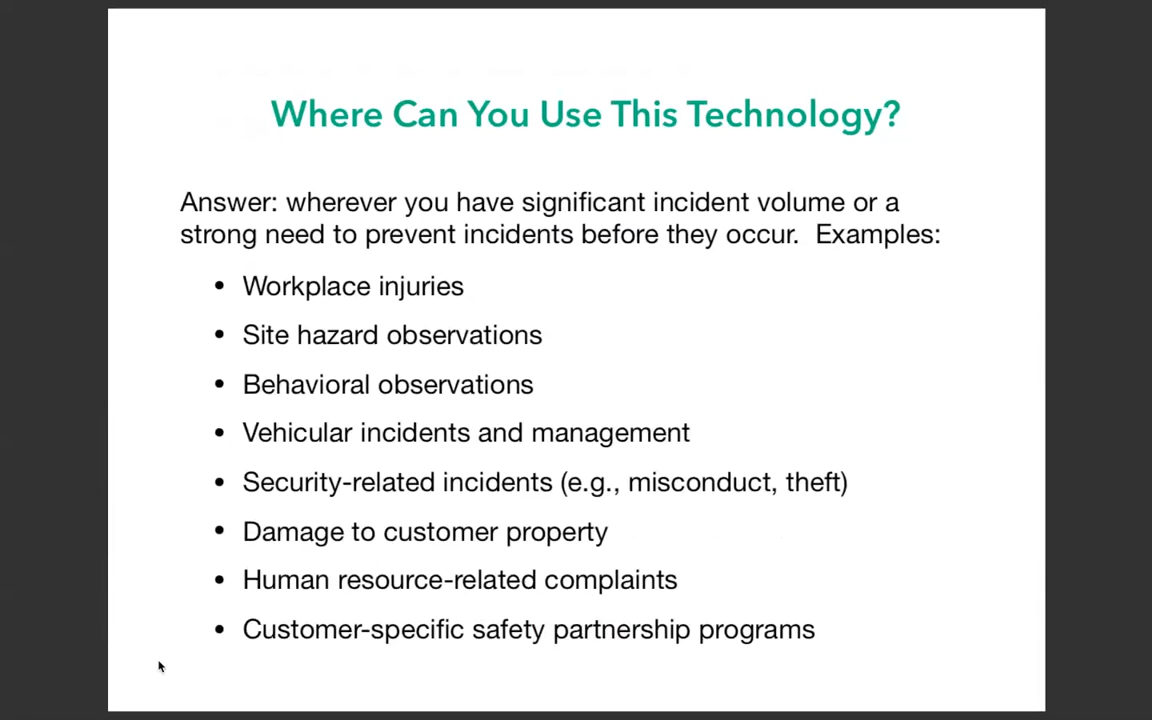 Where Can You Use This Technology?
Answer: wherever you have significant incident volume or a
strong need to prevent incidents before they occur.  Examples:
• Workplace injuries
• Site hazard observations
• Behavioral observations
• Vehicular incidents and management
• Security-related incidents (e.g., misconduct, theft)
• Damage to customer property
• Human resource-related complaints
• Customer-specific safety partnership programs